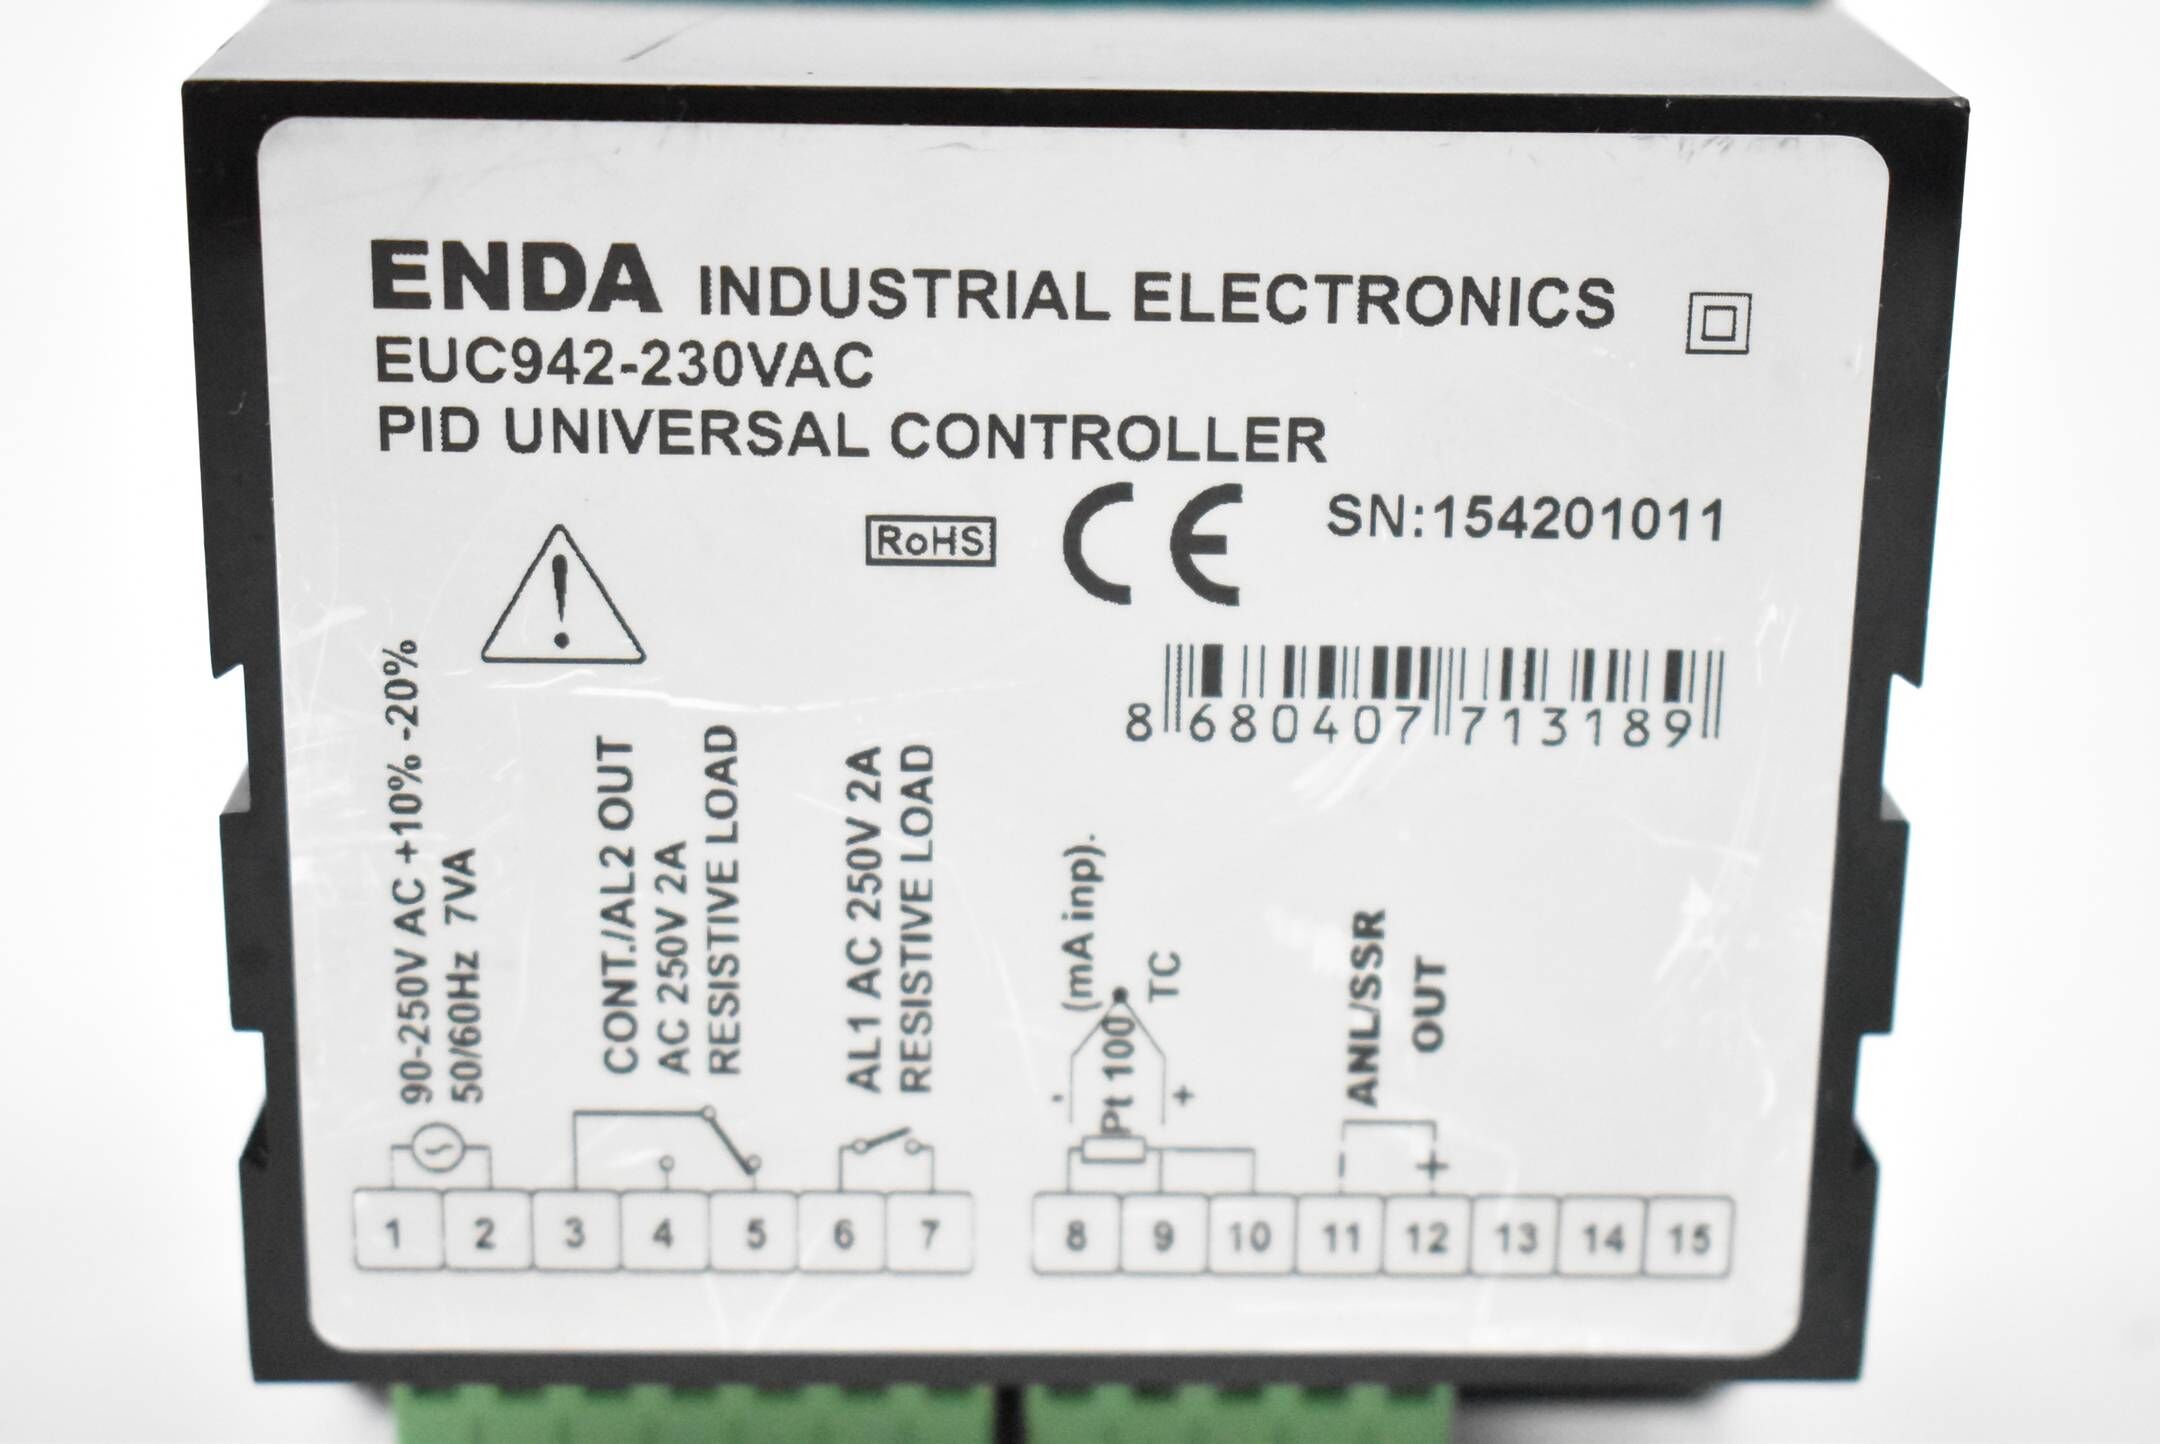 ENDA INDUSTRIAL ELECTRONICS
EUC942-230VAC
PID UNIVERSAL CONTROLLER
RoHS CE SN:154201011
8 680407 713189
90-250V AC +10% -20%
50/60Hz 7VA
CONT./AL2 OUT
AC 250V 2A
RESISTIVE LOAD
AL1 AC 250V 2A
RESISTIVE LOAD
(mA inp).
Pt 100
TC
- +
ANL/SSR
OUT
- +
1 2 3 4 5 6 7 8 9 10 11 12 13 14 15